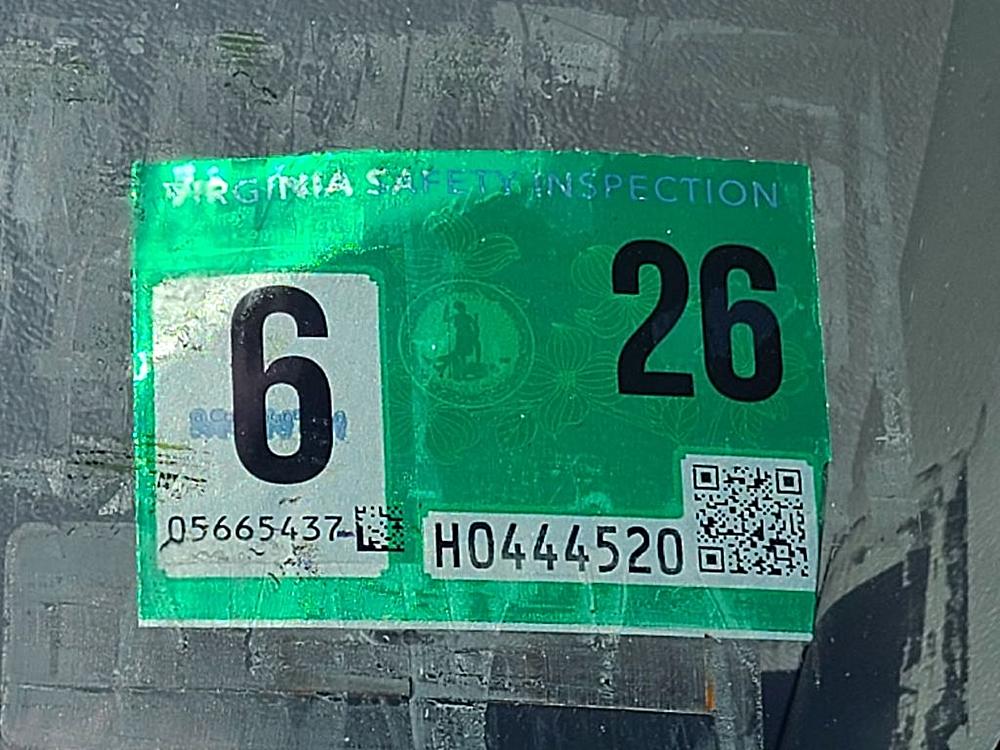 VIRGINIA SAFETY INSPECTION
6
26
05665437
H0444520